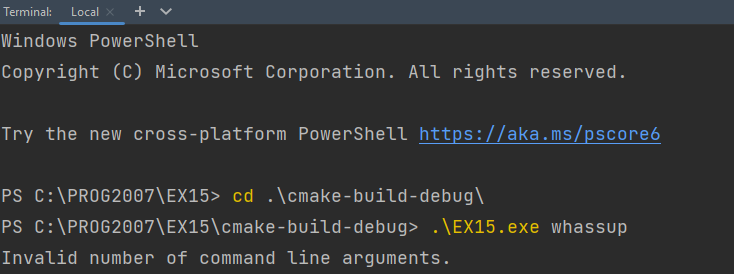 Terminal: Local × + ⌄
Windows PowerShell
Copyright (C) Microsoft Corporation. All rights reserved.
Try the new cross-platform PowerShell https://aka.ms/pscore6
PS C:\PROG2007\EX15> cd .\cmake-build-debug\
PS C:\PROG2007\EX15\cmake-build-debug> .\EX15.exe whassup
Invalid number of command line arguments.